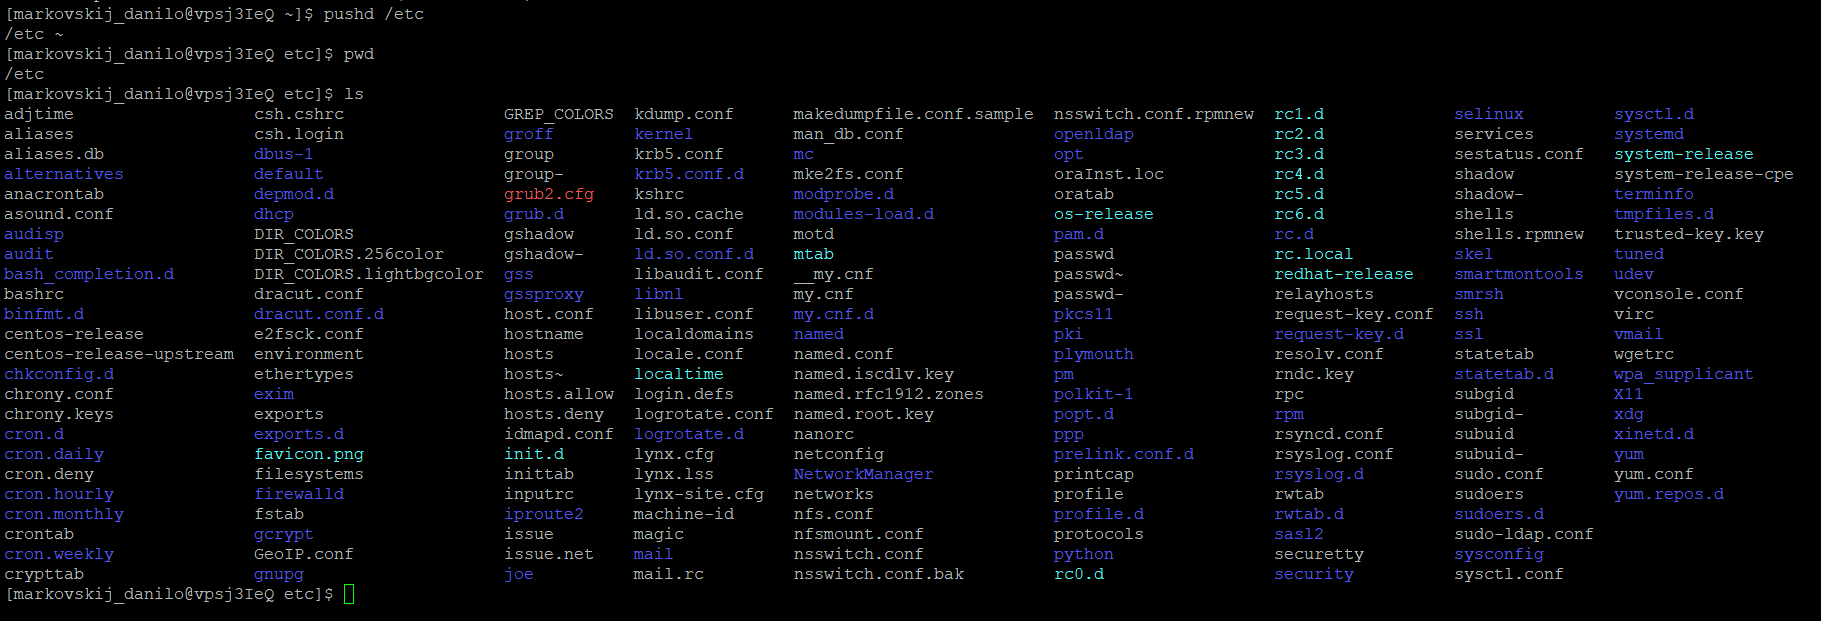 [markovskij_danilo@vpsj3IeQ ~]$ pushd /etc
/etc ~
[markovskij_danilo@vpsj3IeQ etc]$ pwd
/etc
[markovskij_danilo@vpsj3IeQ etc]$ ls
adjtime csh.cshrc GREP_COLORS kdump.conf makedumpfile.conf.sample nsswitch.conf.rpmnew rc1.d selinux sysctl.d
aliases csh.login groff kernel man_db.conf openldap rc2.d services systemd
aliases.db dbus-1 group krb5.conf mc opt rc3.d sestatus.conf system-release
alternatives default group- krb5.conf.d mke2fs.conf oraInst.loc rc4.d shadow system-release-cpe
anacrontab depmod.d grub2.cfg kshrc modprobe.d oratab rc5.d shadow- terminfo
asound.conf dhcp grub.d ld.so.cache modules-load.d os-release rc6.d shells tmpfiles.d
audisp DIR_COLORS gshadow ld.so.conf motd pam.d rc.d shells.rpmnew trusted-key.key
audit DIR_COLORS.256color gshadow- ld.so.conf.d mtab passwd rc.local skel tuned
bash_completion.d DIR_COLORS.lightbgcolor gss libaudit.conf __my.cnf passwd~ redhat-release smartmontools udev
bashrc dracut.conf gssproxy libnl my.cnf passwd- relayhosts smrsh vconsole.conf
binfmt.d dracut.conf.d host.conf libuser.conf my.cnf.d pkcs11 request-key.conf ssh virc
centos-release e2fsck.conf hostname localdomains named pki request-key.d ssl vmail
centos-release-upstream environment hosts locale.conf named.conf plymouth resolv.conf statetab wgetrc
chkconfig.d ethertypes hosts~ localtime named.iscdlv.key pm rndc.key statetab.d wpa_supplicant
chrony.conf exim hosts.allow login.defs named.rfc1912.zones polkit-1 rpc subgid X11
chrony.keys exports hosts.deny logrotate.conf named.root.key popt.d rpm subgid- xdg
cron.d exports.d idmapd.conf logrotate.d nanorc ppp rsyncd.conf subuid xinetd.d
cron.daily favicon.png init.d lynx.cfg netconfig prelink.conf.d rsyslog.conf subuid- yum
cron.deny filesystems inittab lynx.lss NetworkManager printcap rsyslog.d sudo.conf yum.conf
cron.hourly firewalld inputrc lynx-site.cfg networks profile rwtab sudoers yum.repos.d
cron.monthly fstab iproute2 machine-id nfs.conf profile.d rwtab.d sudoers.d
crontab gcrypt issue magic nfsmount.conf protocols sasl2 sudo-ldap.conf
cron.weekly GeoIP.conf issue.net mail nsswitch.conf python securetty sysconfig
crypttab gnupg joe mail.rc nsswitch.conf.bak rc0.d security sysctl.conf
[markovskij_danilo@vpsj3IeQ etc]$